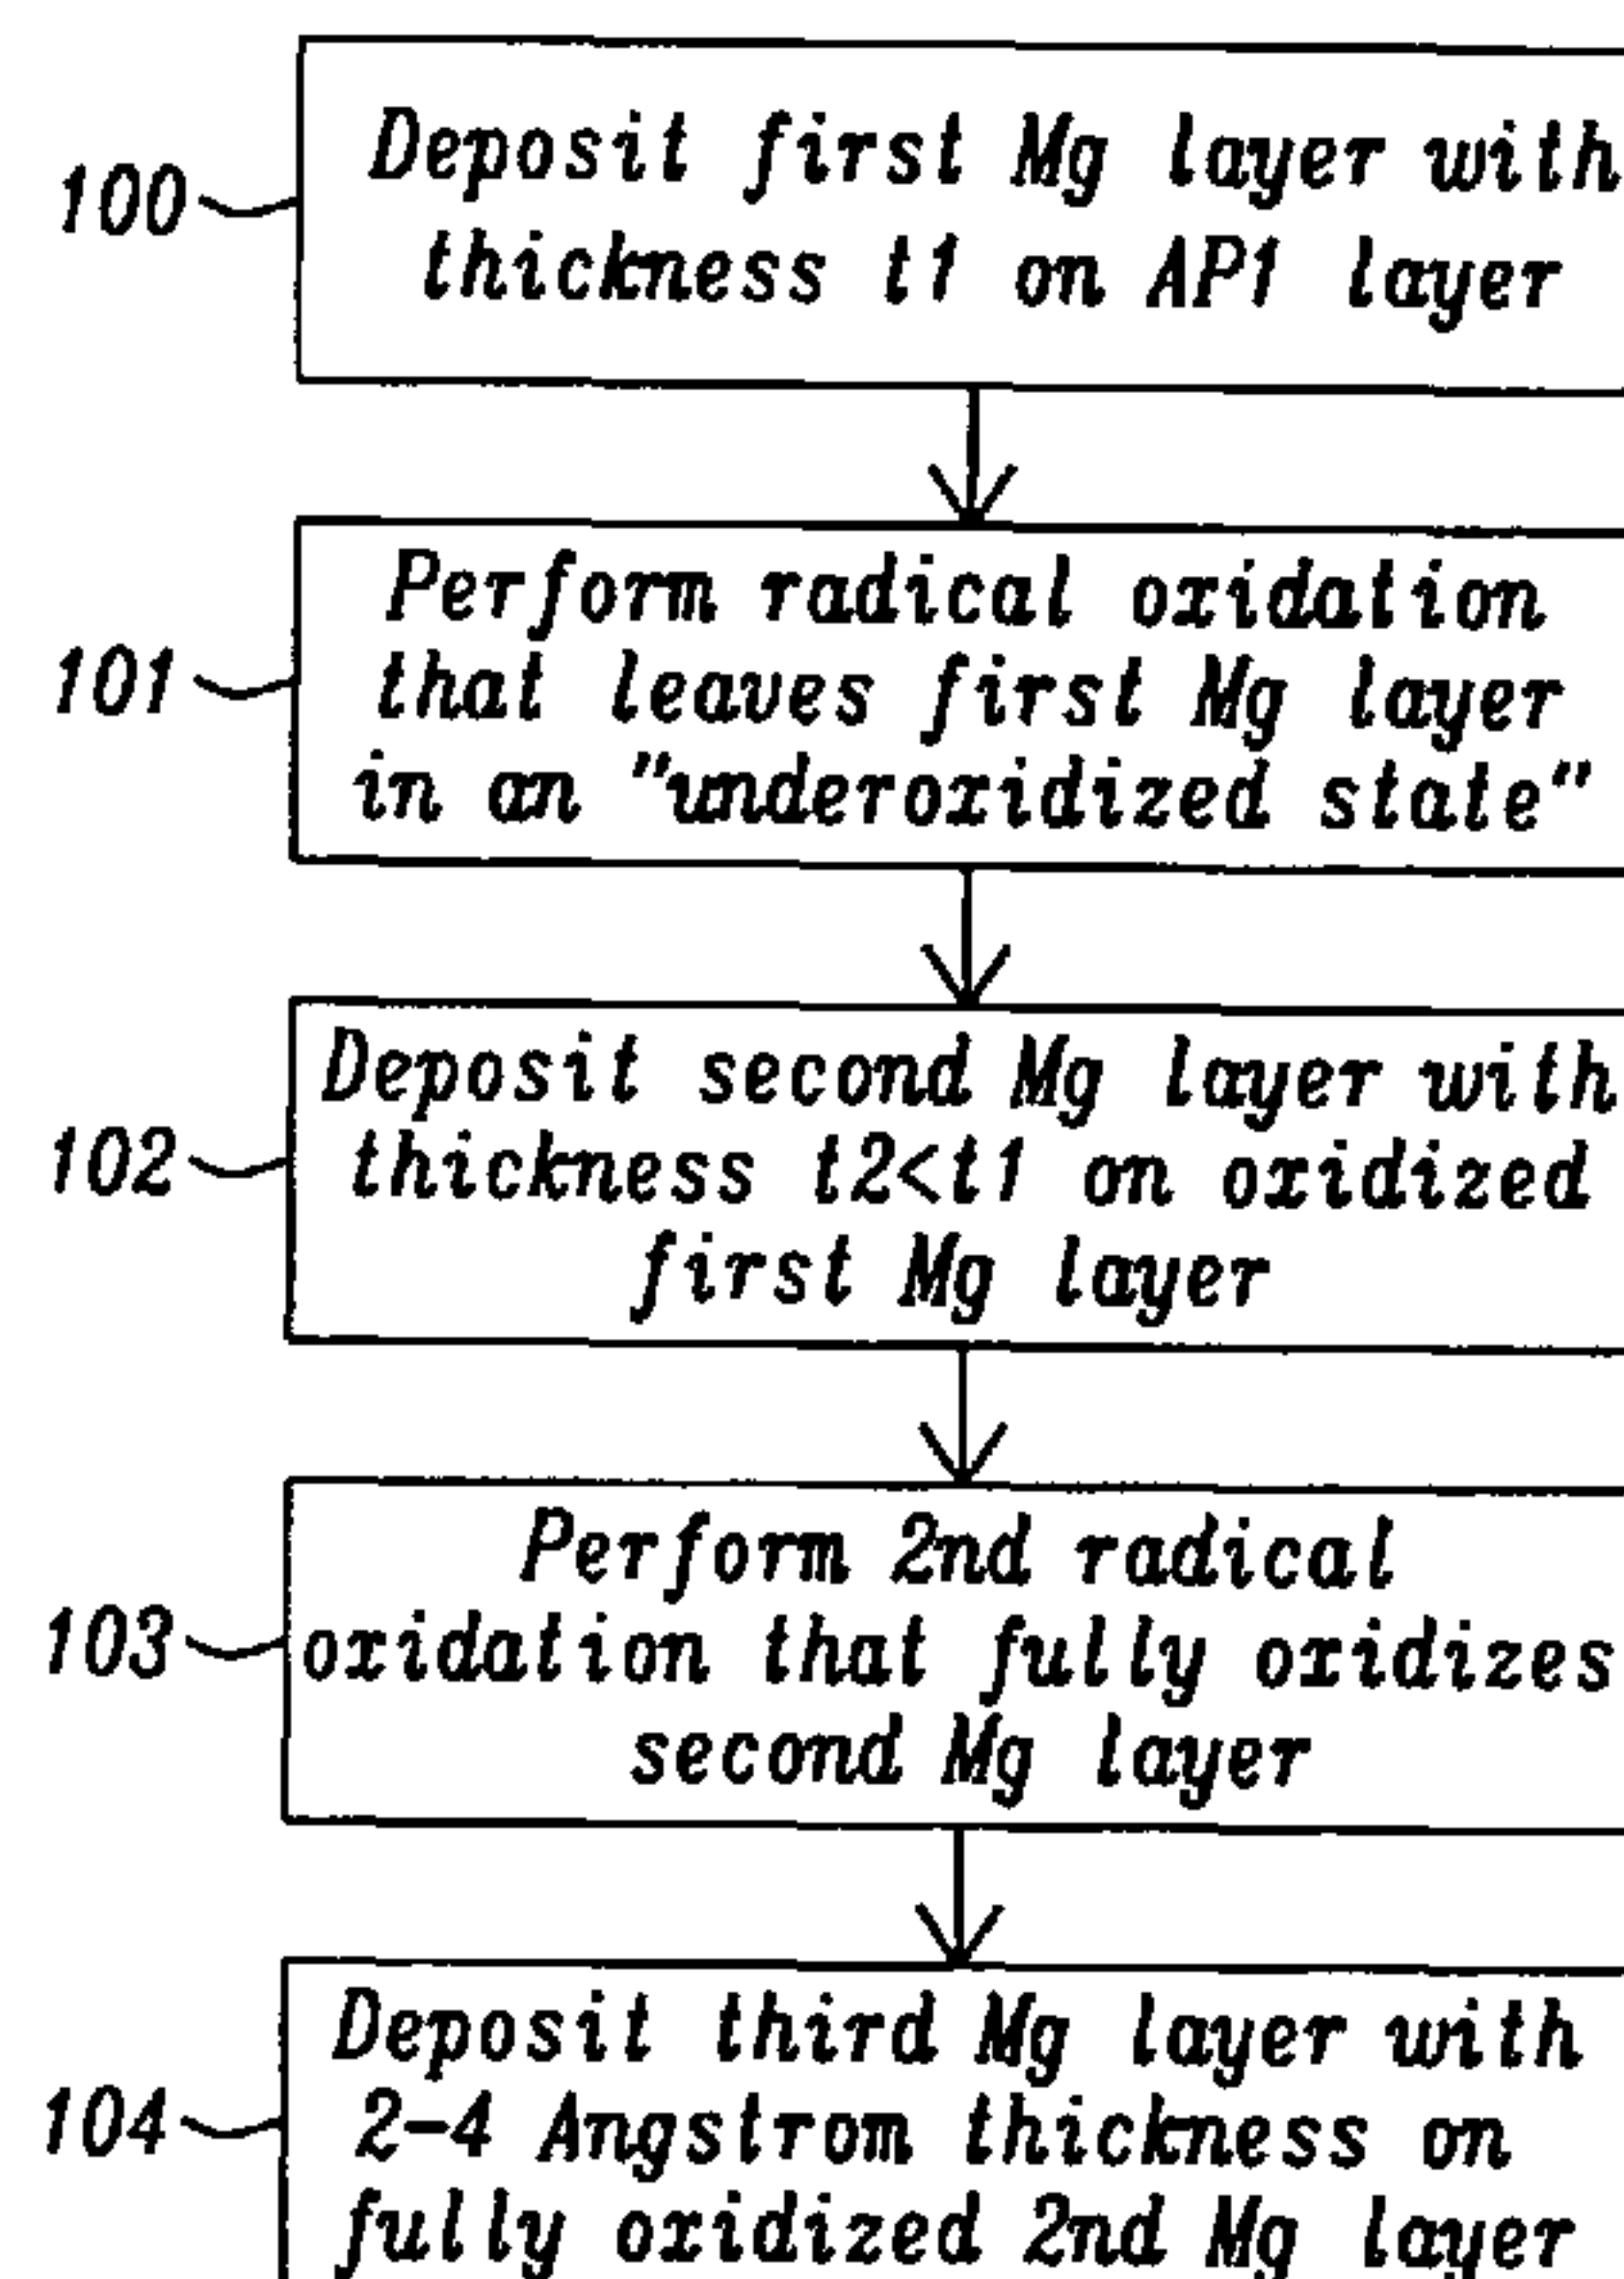 100
Deposit first Mg layer with
thickness t1 on AP1 layer
101
Perform radical oxidation
that leaves first Mg layer
in an "underoxidized state"
102
Deposit second Mg layer with
thickness t2<t1 on oxidized
first Mg layer
103
Perform 2nd radical
oxidation that fully oxidizes
second Mg layer
104
Deposit third Mg layer with
2-4 Angstrom thickness on
fully oxidized 2nd Mg layer